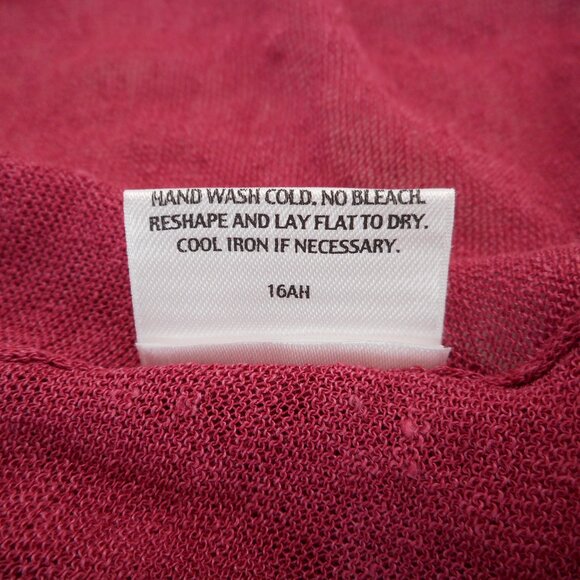 HAND WASH COLD. NO BLEACH.
RESHAPE AND LAY FLAT TO DRY.
COOL IRON IF NECESSARY.
16AH